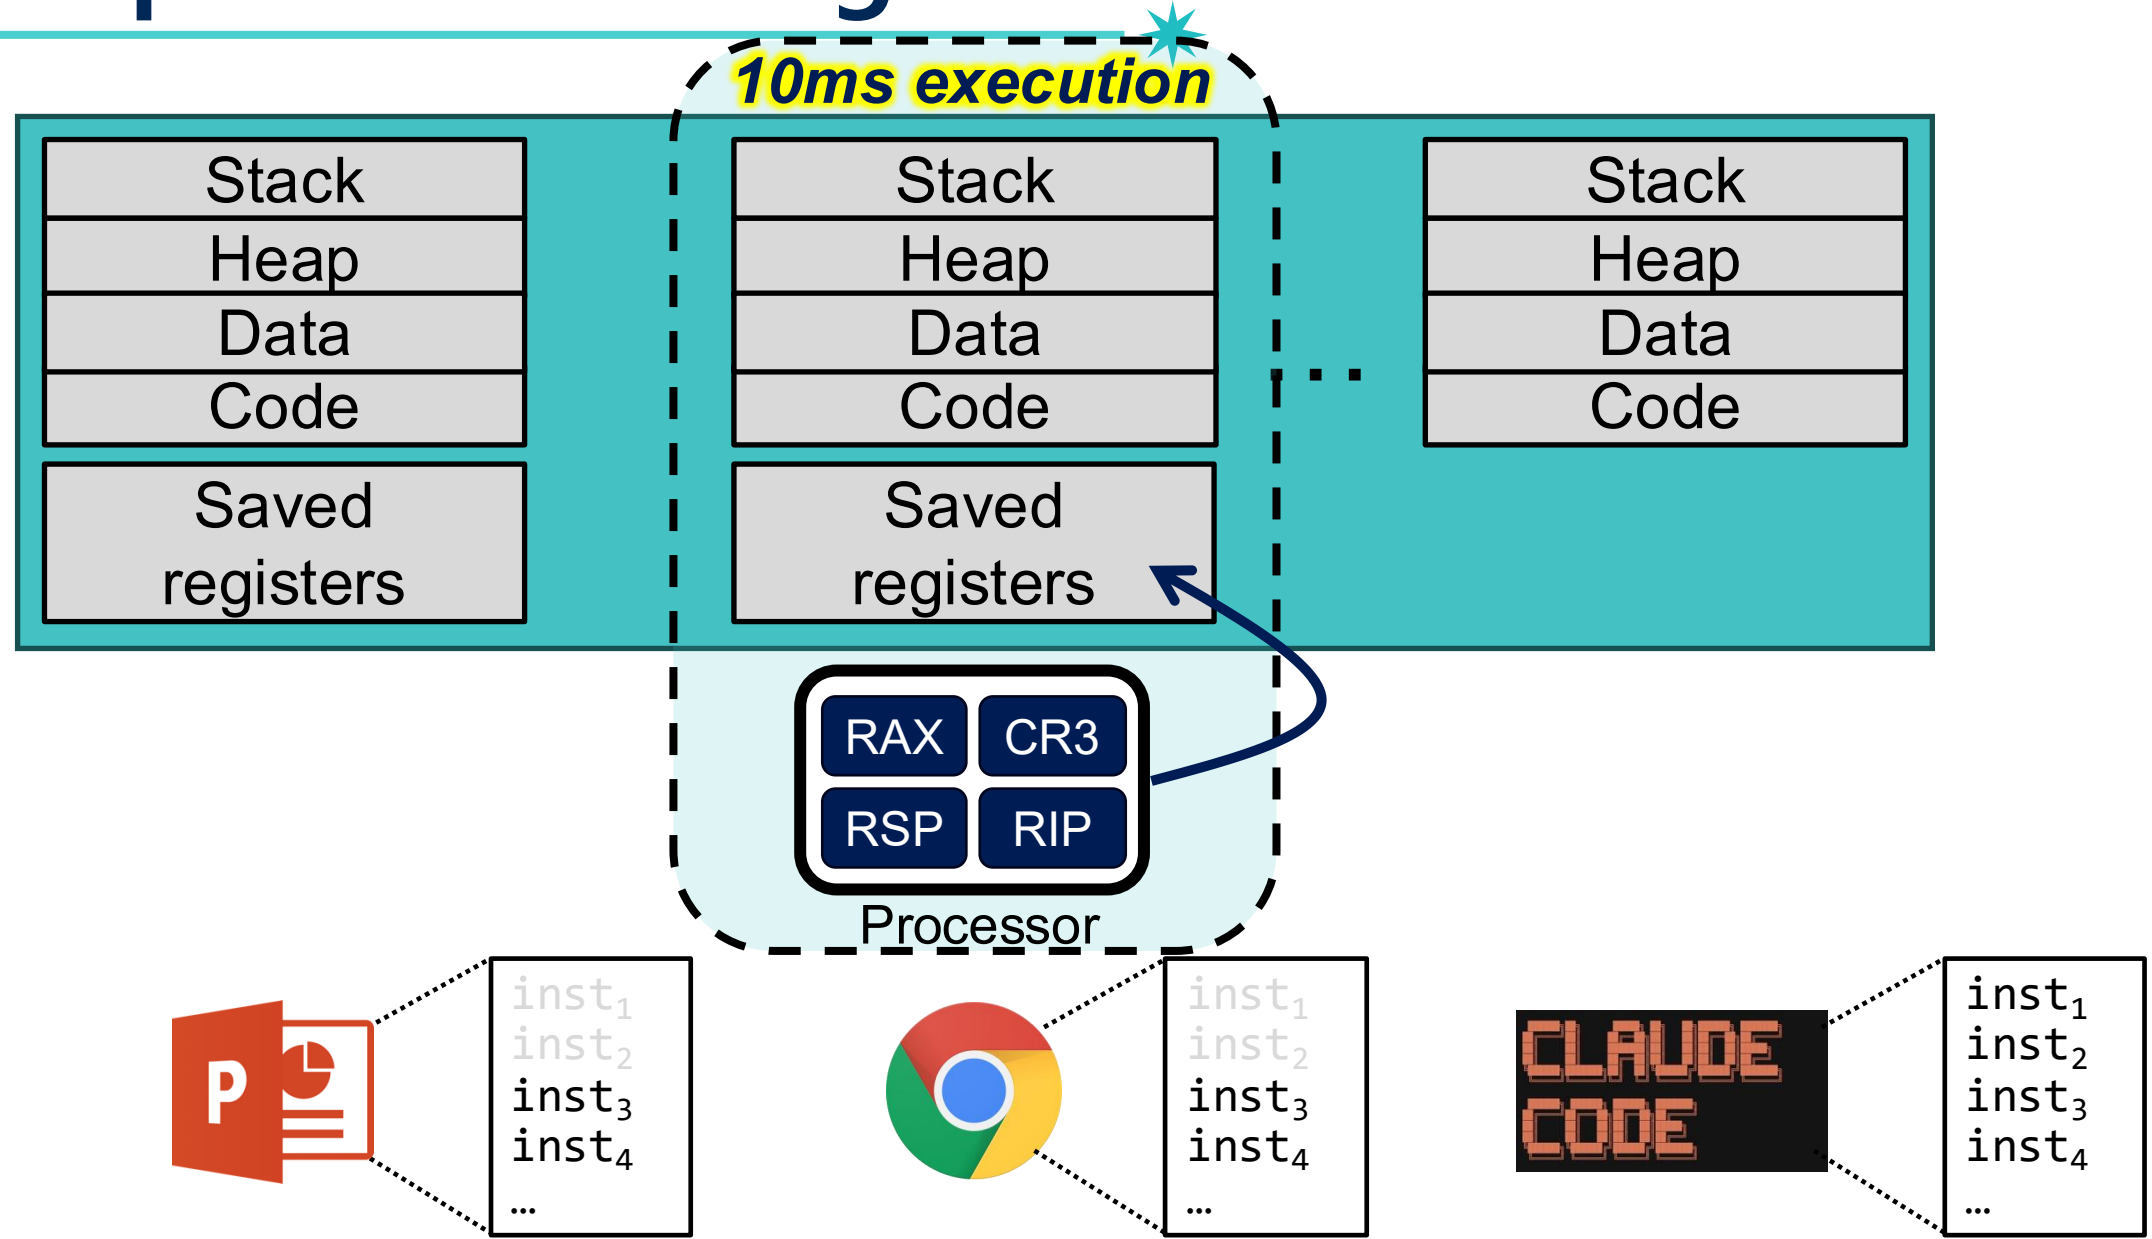 10ms execution
Stack
Heap
Data
Code
Saved
registers
Stack
Heap
Data
Code
Saved
registers
...
Stack
Heap
Data
Code
RAX CR3
RSP RIP
Processor
P
inst₁
inst₂
inst₃
inst₄
…
inst₁
inst₂
inst₃
inst₄
…
CLAUDE
CODE
inst₁
inst₂
inst₃
inst₄
…